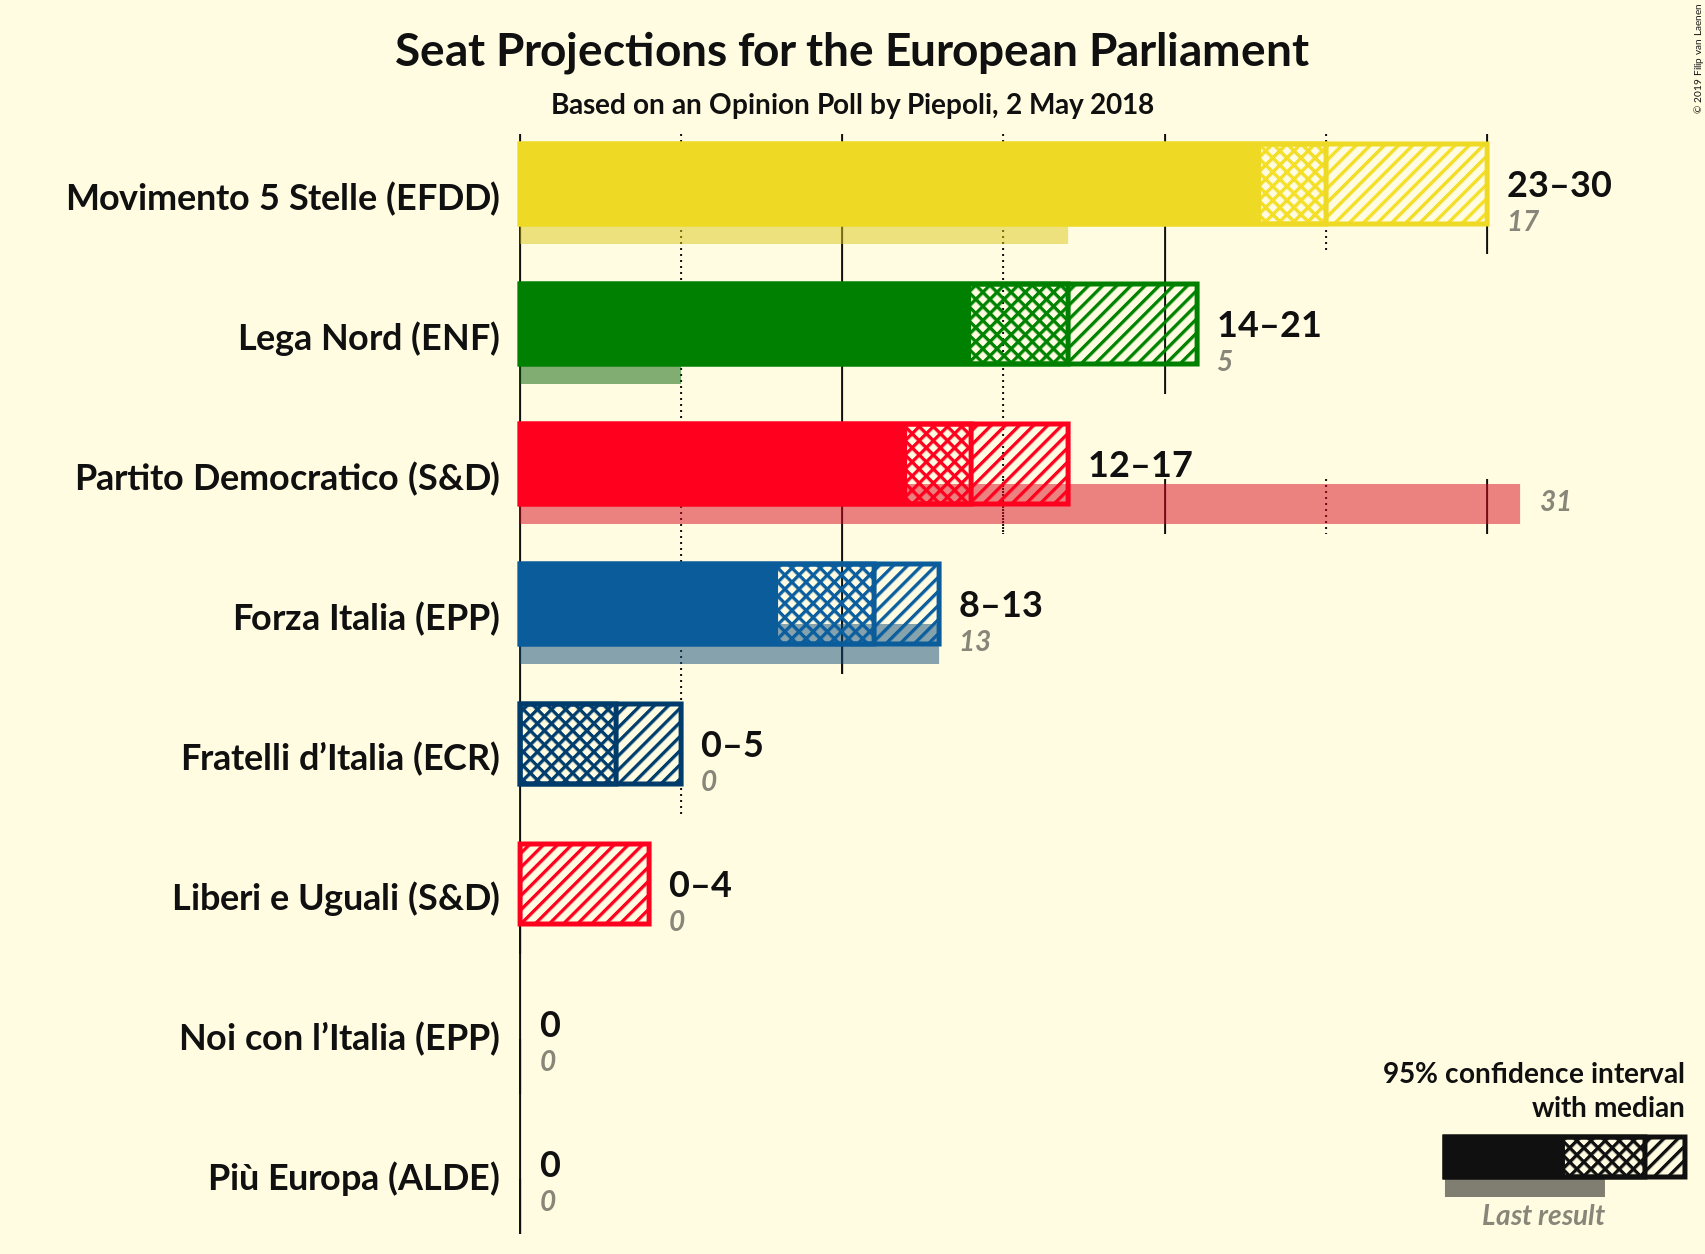 Seat Projections for the European Parliament
Based on an Opinion Poll by Piepoli, 2 May 2018
© 2019 Filip van Laenen
Movimento 5 Stelle (EFDD)
23–30
17
Lega Nord (ENF)
14–21
5
Partito Democratico (S&D)
12–17
31
Forza Italia (EPP)
8–13
13
Fratelli d’Italia (ECR)
0–5
0
Liberi e Uguali (S&D)
0–4
0
Noi con l’Italia (EPP)
0
0
Più Europa (ALDE)
0
0
95% confidence interval
with median
Last result